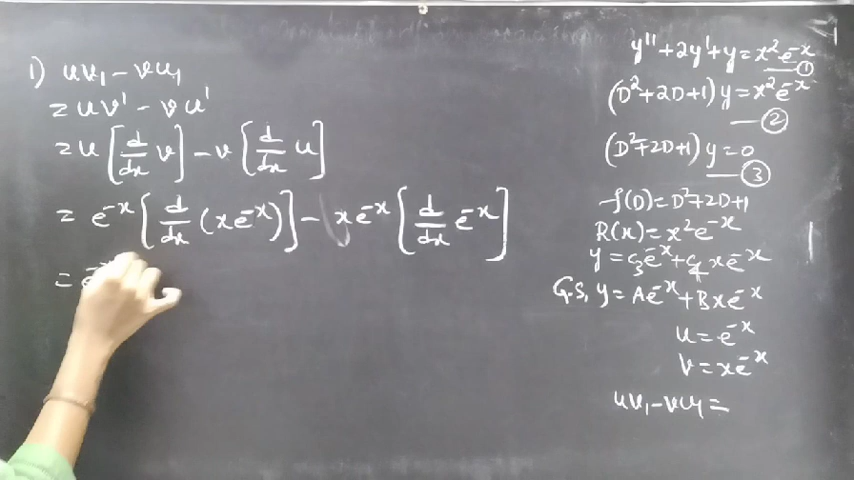 1) uv₁ - vu₁
= uv' - vu'
= u[d/dx v] - v[d/dx u]
= e^-x [d/dx (xe^-x)] - xe^-x [d/dx e^-x]
=
y'' + 2y' + y = x²e^-x —①
(D²+2D+1)y = x²e^-x —②
(D²+2D+1)y = 0 —③
f(D) = D²+2D+1
R(x) = x²e^-x
y = c₃e^-x + c₄xe^-x
G.S, y = Ae^-x + Bxe^-x
u = e^-x
v = xe^-x
uv₁ - vu₁ =